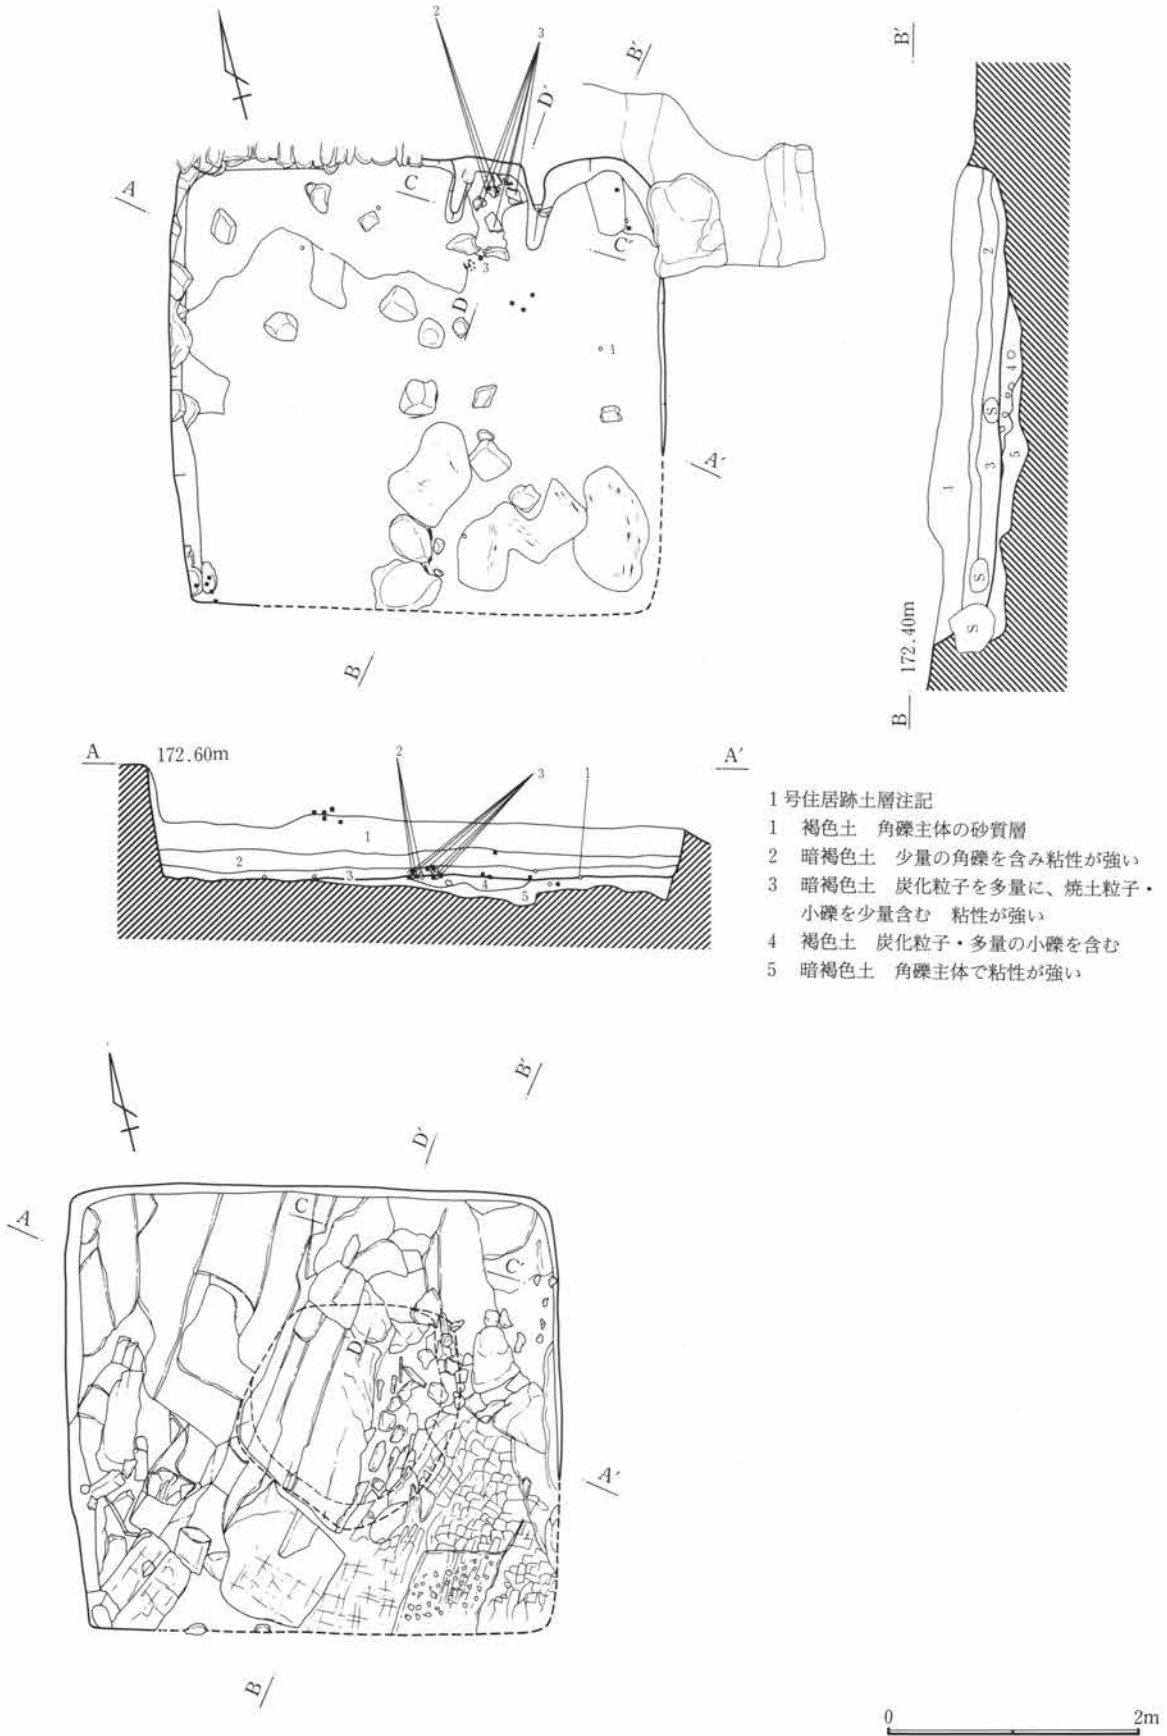 2
3
B′
B′
D′
A
C
C′
3
D
1
A′
B
2
4
S
3
5
1
S
S
B 172.40m
A 172.60m
2
3
1
A′
1
2
3
4
5
1号住居跡土層注記
1 褐色土 角礫主体の砂質層
2 暗褐色土 少量の角礫を含み粘性が強い
3 暗褐色土 炭化粒子を多量に、焼土粒子・
小礫を少量含む 粘性が強い
4 褐色土 炭化粒子・多量の小礫を含む
5 暗褐色土 角礫主体で粘性が強い
B′
D′
A
C
C′
D
A′
B
0
2m